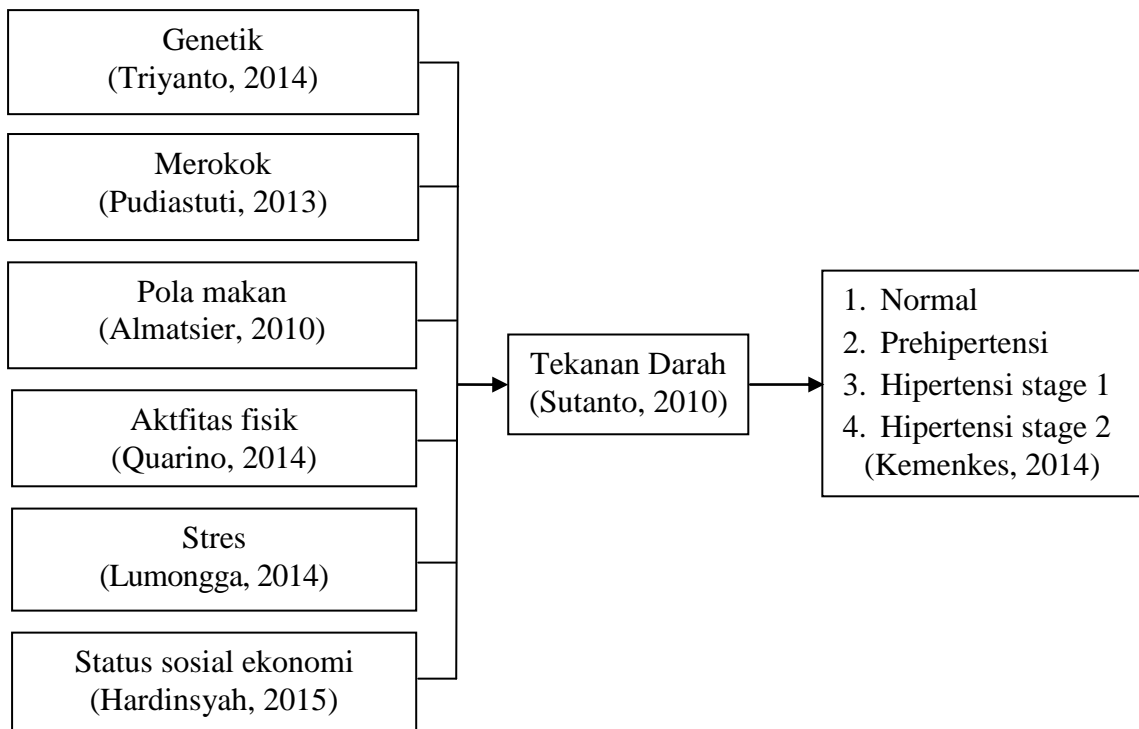 Genetik
(Triyanto, 2014)
Merokok
(Pudiastuti, 2013)
Pola makan
(Almatsier, 2010)
Aktfitas fisik
(Quarino, 2014)
Stres
(Lumongga, 2014)
Status sosial ekonomi
(Hardinsyah, 2015)
Tekanan Darah
(Sutanto, 2010)
1. Normal
2. Prehipertensi
3. Hipertensi stage 1
4. Hipertensi stage 2
(Kemenkes, 2014)